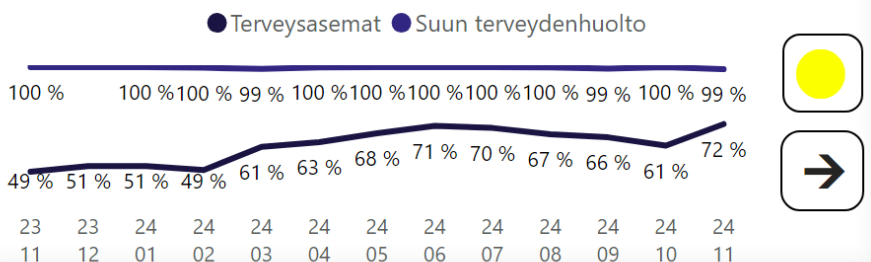 Terveysasemat Suun terveydenhuolto
100 % 100 % 100 % 99 % 100 % 100 % 100 % 100 % 100 % 99 % 100 % 99 %
49 % 51 % 51 % 49 % 61 % 63 % 68 % 71 % 70 % 67 % 66 % 61 % 72 %
23 23 24 24 24 24 24 24 24 24 24 24 24
11 12 01 02 03 04 05 06 07 08 09 10 11